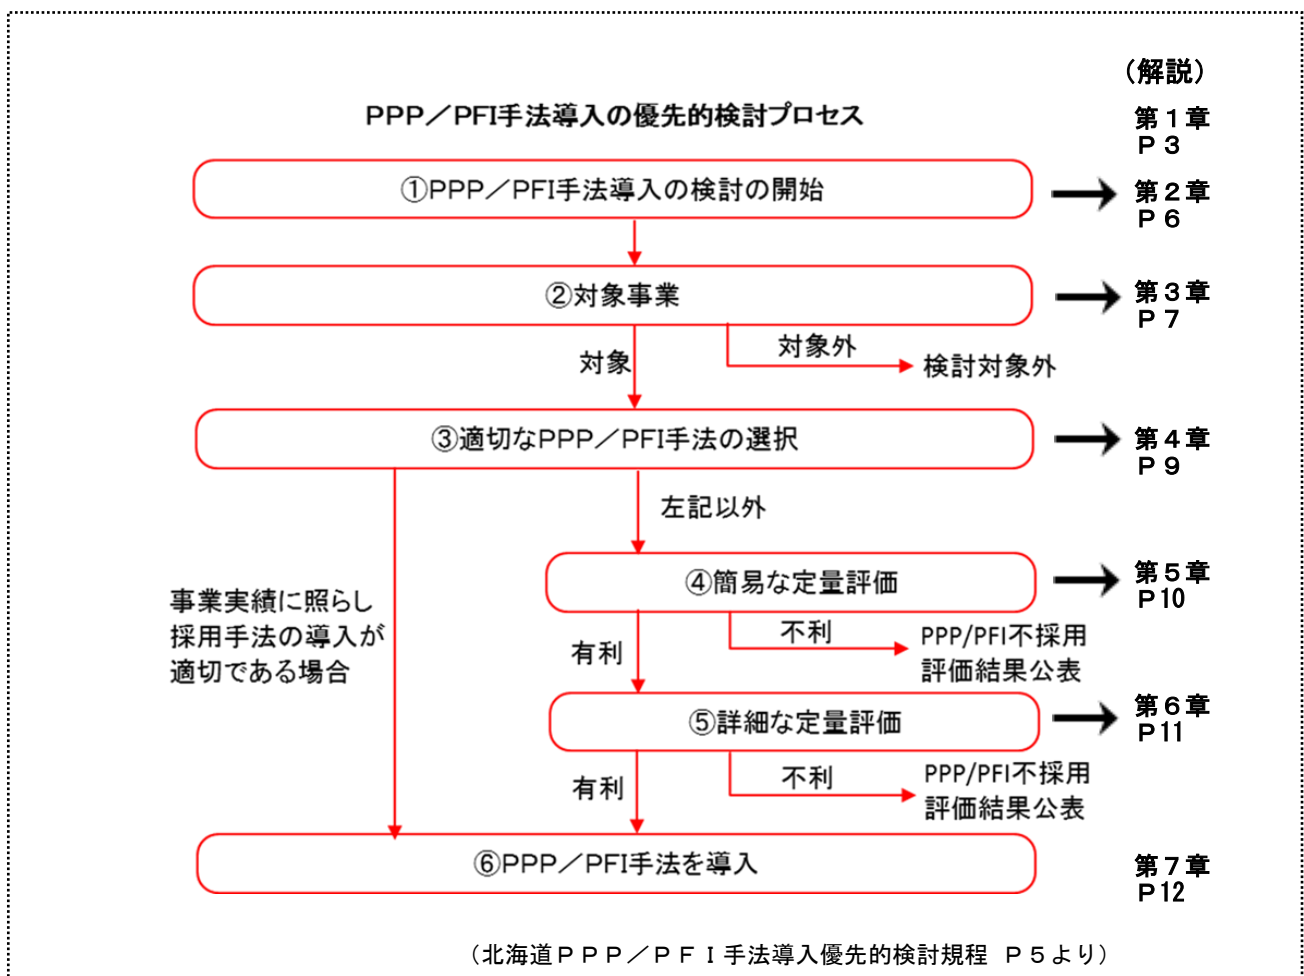 （解説）
PPP／PFI手法導入の優先的検討プロセス
第１章
Ｐ３
①PPP／PFI手法導入の検討の開始
第２章
Ｐ６
②対象事業
第３章
Ｐ７
対象
対象外
検討対象外
③適切なPPP／PFI手法の選択
第４章
Ｐ９
左記以外
事業実績に照らし
採用手法の導入が
適切である場合
④簡易な定量評価
第５章
Ｐ10
有利
不利
PPP/PFI不採用
評価結果公表
⑤詳細な定量評価
第６章
Ｐ11
有利
不利
PPP/PFI不採用
評価結果公表
⑥PPP／PFI手法を導入
第７章
Ｐ12
（北海道ＰＰＰ／ＰＦＩ手法導入優先的検討規程　Ｐ５より）